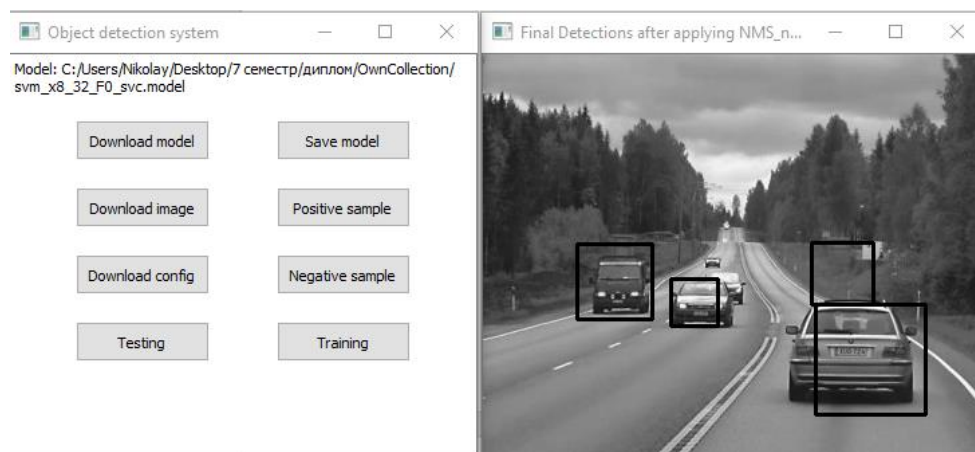 Object detection system
Model: C:/Users/Nikolay/Desktop/7 семестр/диплом/OwnCollection/
svm_x8_32_F0_svc.model
Download model
Save model
Download image
Positive sample
Download config
Negative sample
Testing
Training
Final Detections after applying NMS_n...